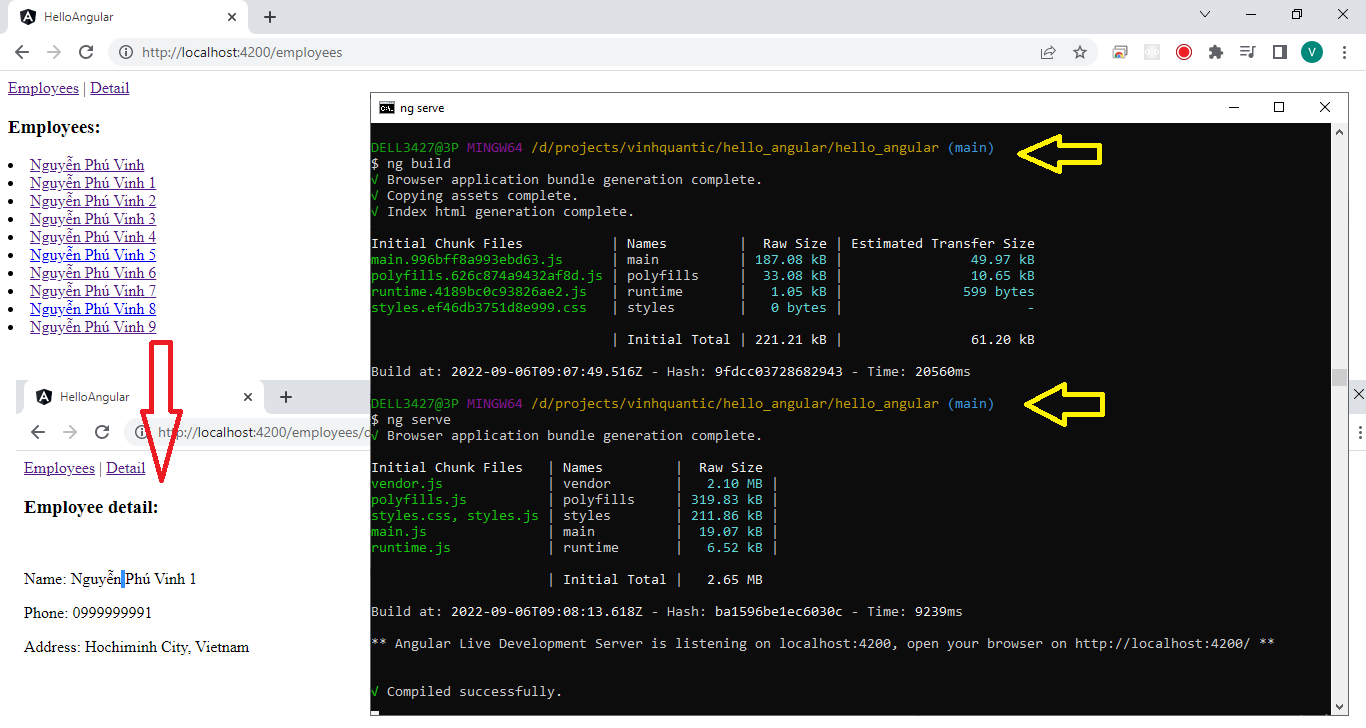 HelloAngular
http://localhost:4200/employees
V
Employees | Detail
Employees:
Nguyễn Phú Vinh
Nguyễn Phú Vinh 1
Nguyễn Phú Vinh 2
Nguyễn Phú Vinh 3
Nguyễn Phú Vinh 4
Nguyễn Phú Vinh 5
Nguyễn Phú Vinh 6
Nguyễn Phú Vinh 7
Nguyễn Phú Vinh 8
Nguyễn Phú Vinh 9
HelloAngular
http://localhost:4200/employees/
Employees | Detail
Employee detail:
Name: Nguyễn Phú Vinh 1
Phone: 0999999991
Address: Hochiminh City, Vietnam
ng serve
DELL3427@3P MINGW64 /d/projects/vinhquantic/hello_angular/hello_angular (main)
$ ng build
√ Browser application bundle generation complete.
√ Copying assets complete.
√ Index html generation complete.
Initial Chunk Files | Names | Raw Size | Estimated Transfer Size
main.996bff8a993ebd63.js | main | 187.08 kB | 49.97 kB
polyfills.626c874a9432af8d.js | polyfills | 33.08 kB | 10.65 kB
runtime.4189bc0c93826ae2.js | runtime | 1.05 kB | 599 bytes
styles.ef46db3751d8e999.css | styles | 0 bytes | -
| Initial Total | 221.21 kB | 61.20 kB
Build at: 2022-09-06T09:07:49.516Z - Hash: 9fdcc03728682943 - Time: 20560ms
DELL3427@3P MINGW64 /d/projects/vinhquantic/hello_angular/hello_angular (main)
$ ng serve
√ Browser application bundle generation complete.
Initial Chunk Files | Names | Raw Size
vendor.js | vendor | 2.10 MB |
polyfills.js | polyfills | 319.83 kB |
styles.css, styles.js | styles | 211.86 kB |
main.js | main | 19.07 kB |
runtime.js | runtime | 6.52 kB |
| Initial Total | 2.65 MB
Build at: 2022-09-06T09:08:13.618Z - Hash: ba1596be1ec6030c - Time: 9239ms
** Angular Live Development Server is listening on localhost:4200, open your browser on http://localhost:4200/ **
√ Compiled successfully.